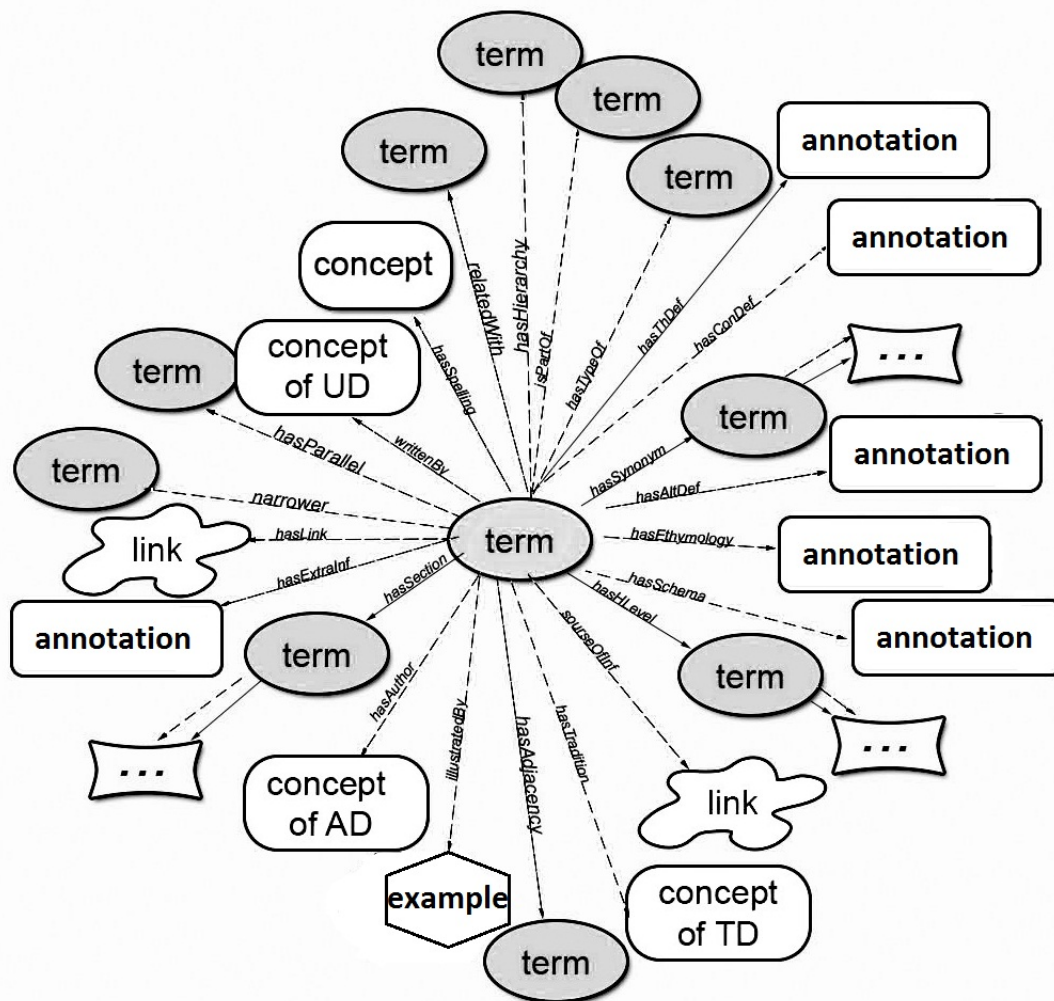 term
term
term
term
annotation
annotation
concept
concept
of UD
term
term
...
term
annotation
link
term
annotation
annotation
annotation
term
term
...
...
concept
of AD
link
example
concept
of TD
term
relatedWith
hasHierarchy
isPartOf
hasTypeOf
hasThDef
hasConDef
hasSpelling
writtenBy
hasParallel
narrower
hasLink
hasExtraInf
hasSection
hasSynonym
hasAltDef
hasEthymology
hasSchema
hasHLevel
sourseOfInf
hasTradition
hasAdjacency
illustratedBy
hasAuthor